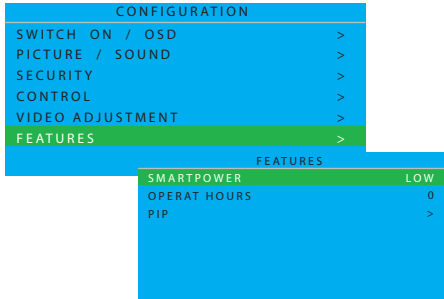 CONFIGURATION
SWITCH ON / OSD >
PICTURE / SOUND >
SECURITY >
CONTROL >
VIDEO ADJUSTMENT >
FEATURES >
FEATURES
SMARTPOWER LOW
OPERAT HOURS 0
PIP >